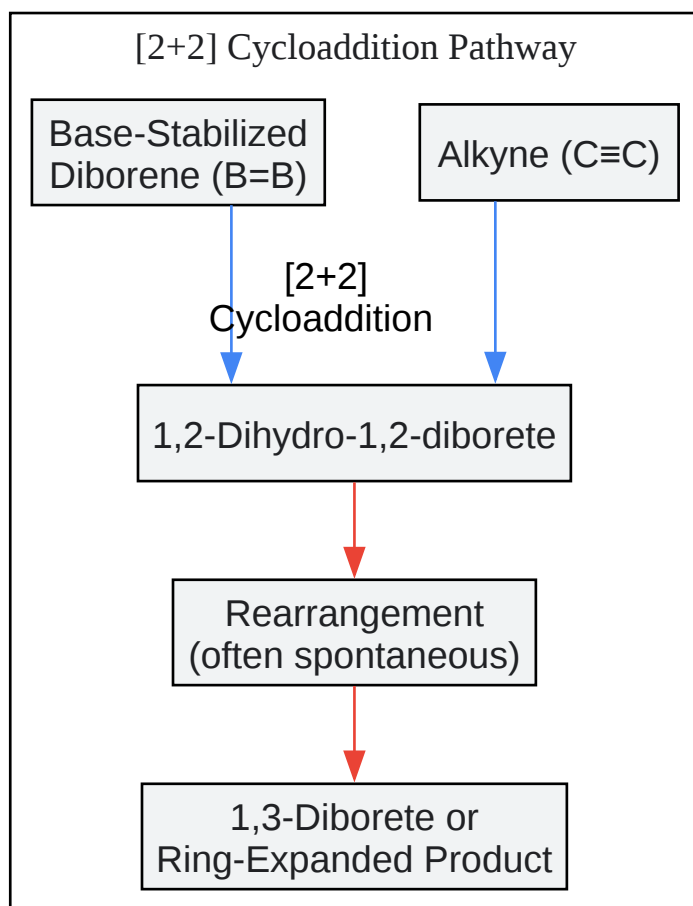 [2+2] Cycloaddition Pathway
Base-Stabilized
Diborene (B=B)
Alkyne (C≡C)
[2+2]
Cycloaddition
1,2-Dihydro-1,2-diborete
Rearrangement
(often spontaneous)
1,3-Diborete or
Ring-Expanded Product